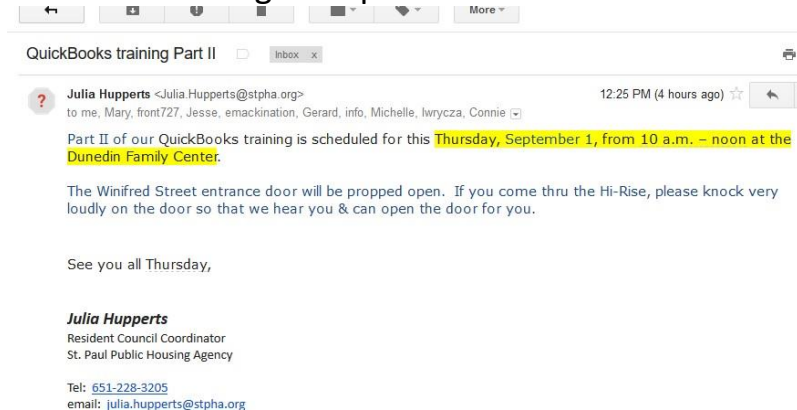 More
QuickBooks training Part II
Inbox x
Julia Hupperts <Julia.Hupperts@stpha.org> 12:25 PM (4 hours ago)
to me, Mary, front727, Jesse, emackination, Gerard, info, Michelle, lwrycza, Connie
Part II of our QuickBooks training is scheduled for this Thursday, September 1, from 10 a.m. – noon at the
Dunedin Family Center.
The Winifred Street entrance door will be propped open.  If you come thru the Hi-Rise, please knock very
loudly on the door so that we hear you & can open the door for you.
See you all Thursday,
Julia Hupperts
Resident Council Coordinator
St. Paul Public Housing Agency
Tel: 651-228-3205
email: julia.hupperts@stpha.org